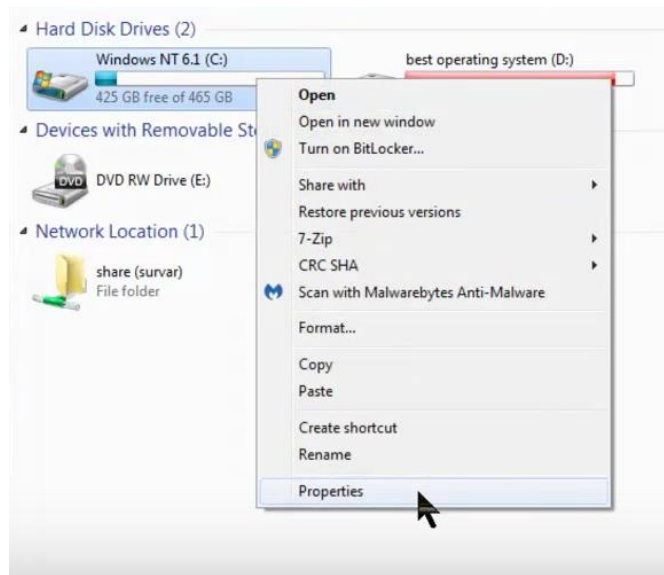 Hard Disk Drives (2)
Windows NT 6.1 (C:)
425 GB free of 465 GB
best operating system (D:)
Devices with Removable St
DVD
DVD RW Drive (E:)
Network Location (1)
share (survar)
File folder
Open
Open in new window
Turn on BitLocker...
Share with
Restore previous versions
7-Zip
CRC SHA
Scan with Malwarebytes Anti-Malware
Format...
Copy
Paste
Create shortcut
Rename
Properties